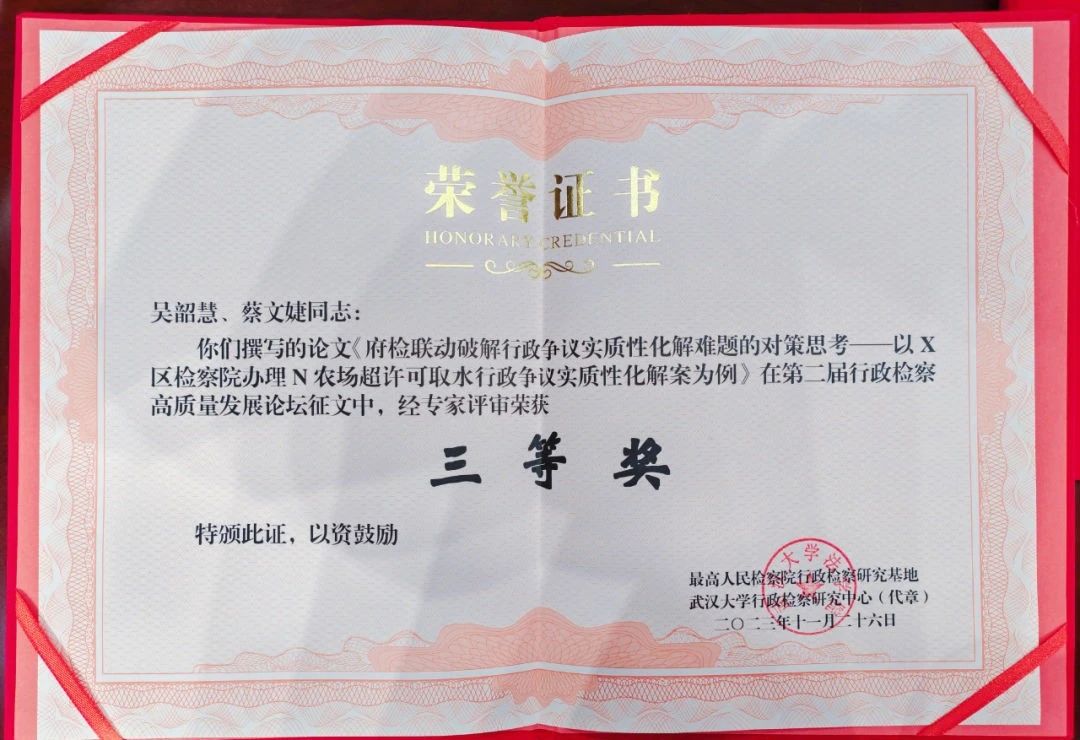 荣誉证书
HONORARY CREDENTIAL
吴韶慧、蔡文婕同志：
你们撰写的论文《府检联动破解行政争议实质性化解难题的对策思考——以 X
区检察院办理 N 农场超许可取水行政争议实质性化解案为例》在第二届行政检察
高质量发展论坛征文中，经专家评审荣获
三等奖
特颁此证，以资鼓励
最高人民检察院行政检察研究基地
武汉大学行政检察研究中心（代章）
二〇二三年十一月二十六日
大学法